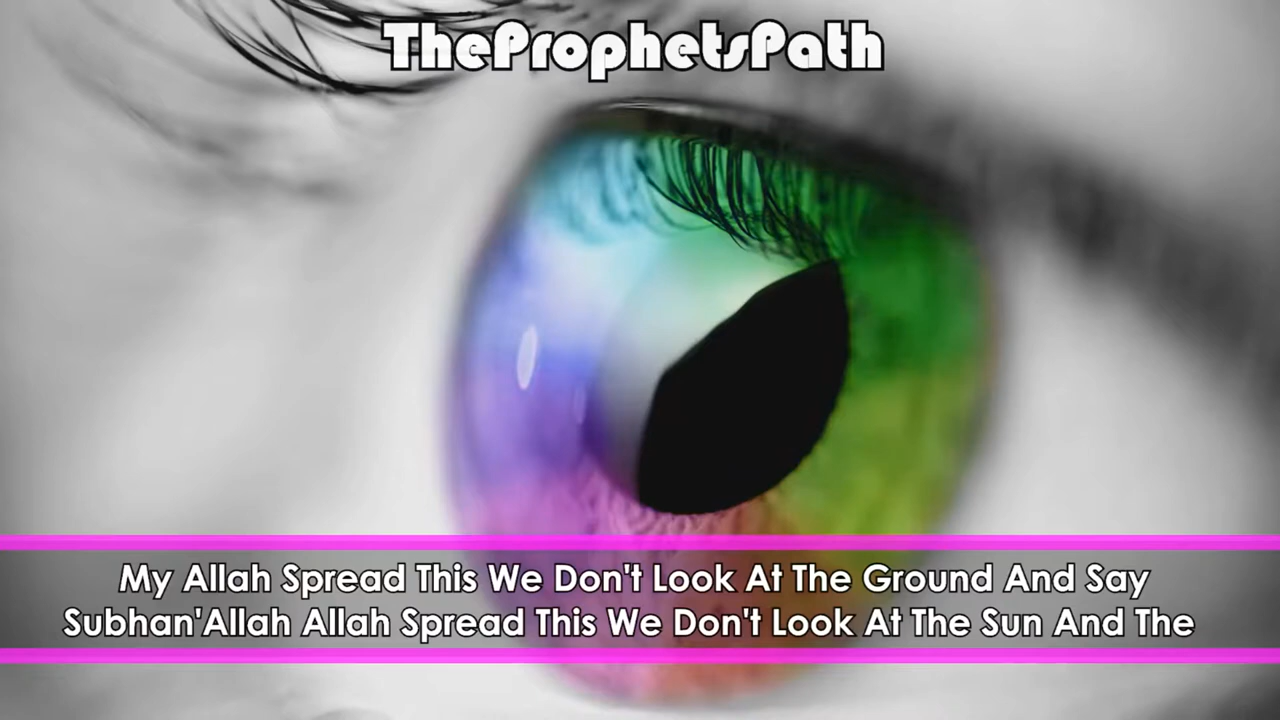 TheProphetsPath
My Allah Spread This We Don't Look At The Ground And Say
Subhan'Allah Allah Spread This We Don't Look At The Sun And The